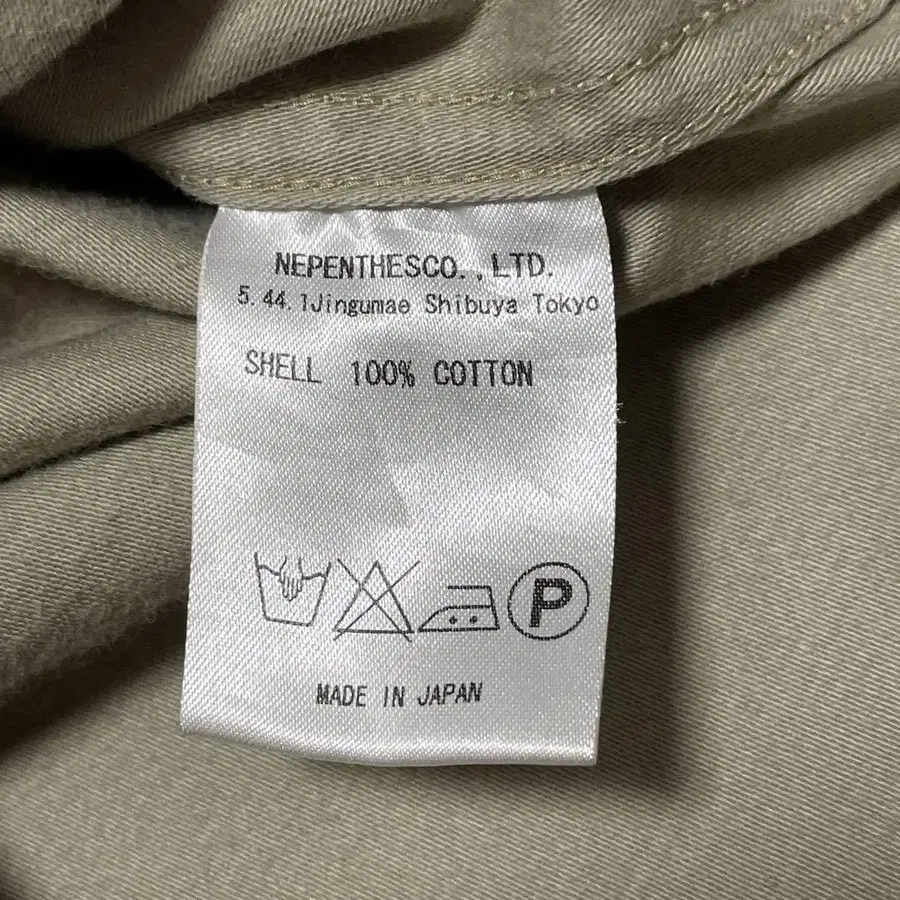 NEPENTHESCO.,LTD.
5.44.1Jingumae Shibuya Tokyo
SHELL 100% COTTON
P
MADE IN JAPAN